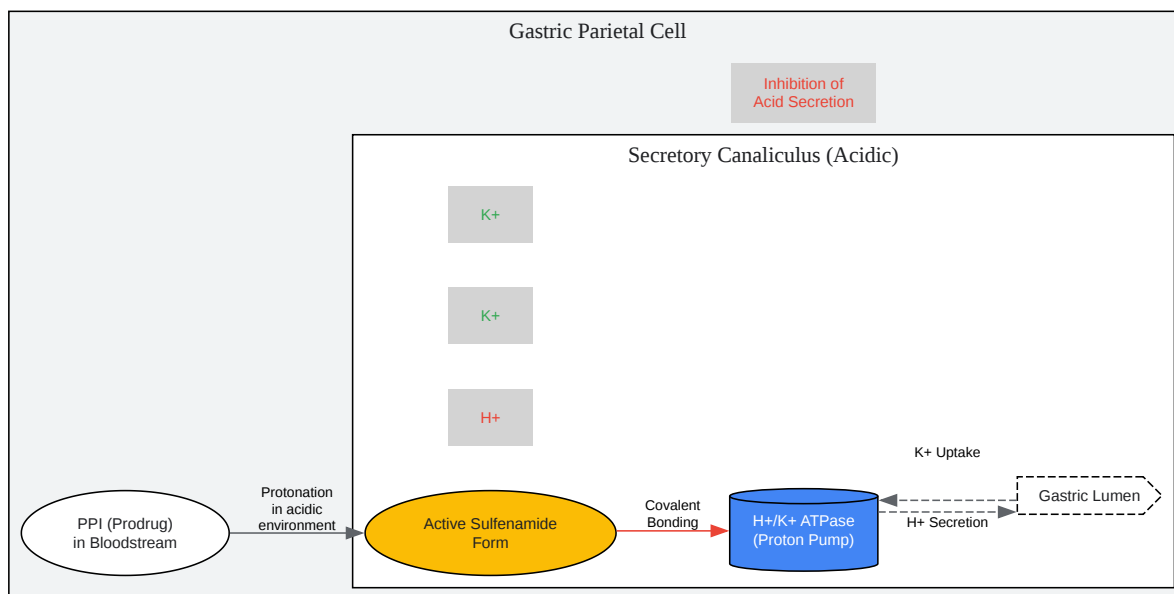 Gastric Parietal Cell
Inhibition of
Acid Secretion
Secretory Canaliculus (Acidic)
K+
K+
H+
K+ Uptake
Gastric Lumen
H+ Secretion
Protonation
in acidic
environment
PPI (Prodrug)
in Bloodstream
Active Sulfenamide
Form
Covalent
Bonding
H+/K+ ATPase
(Proton Pump)